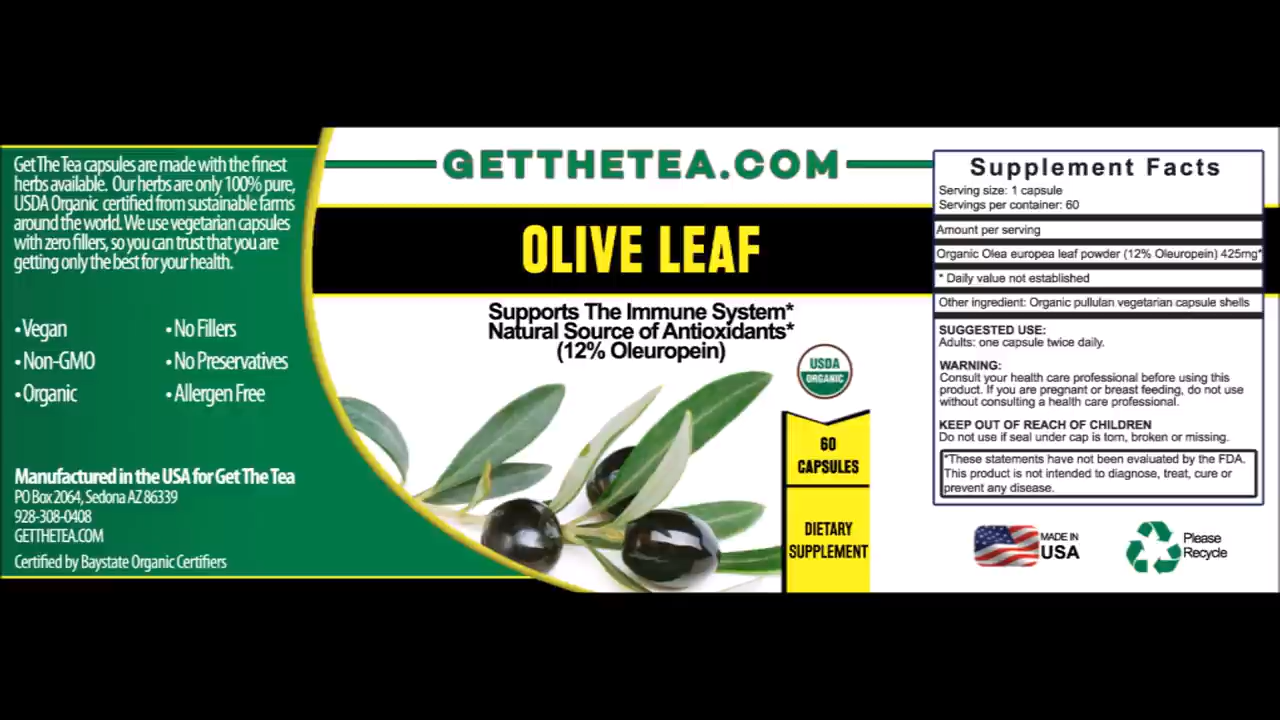 Get The Tea capsules are made with the finest
herbs available. Our herbs are only 100% pure,
USDA Organic certified from sustainable farms
around the world. We use vegetarian capsules
with zero fillers, so you can trust that you are
getting only the best for your health.
• Vegan
• No Fillers
• Non-GMO
• No Preservatives
• Organic
• Allergen Free
Manufactured in the USA for Get The Tea
PO Box 2064, Sedona AZ 86339
928-308-0408
GETTHETEA.COM
Certified by Baystate Organic Certifiers
GETTHETEA.COM
OLIVE LEAF
Supports The Immune System*
Natural Source of Antioxidants*
(12% Oleuropein)
USDA
ORGANIC
60
CAPSULES
DIETARY
SUPPLEMENT
Supplement Facts
Serving size: 1 capsule
Servings per container: 60
Amount per serving
Organic Olea europea leaf powder (12% Oleuropein) 425mg*
* Daily value not established
Other ingredient: Organic pullulan vegetarian capsule shells
SUGGESTED USE:
Adults: one capsule twice daily.
WARNING:
Consult your health care professional before using this
product. If you are pregnant or breast feeding, do not use
without consulting a health care professional.
KEEP OUT OF REACH OF CHILDREN
Do not use if seal under cap is torn, broken or missing.
*These statements have not been evaluated by the FDA.
This product is not intended to diagnose, treat, cure or
prevent any disease.
MADE IN
USA
Please
Recycle